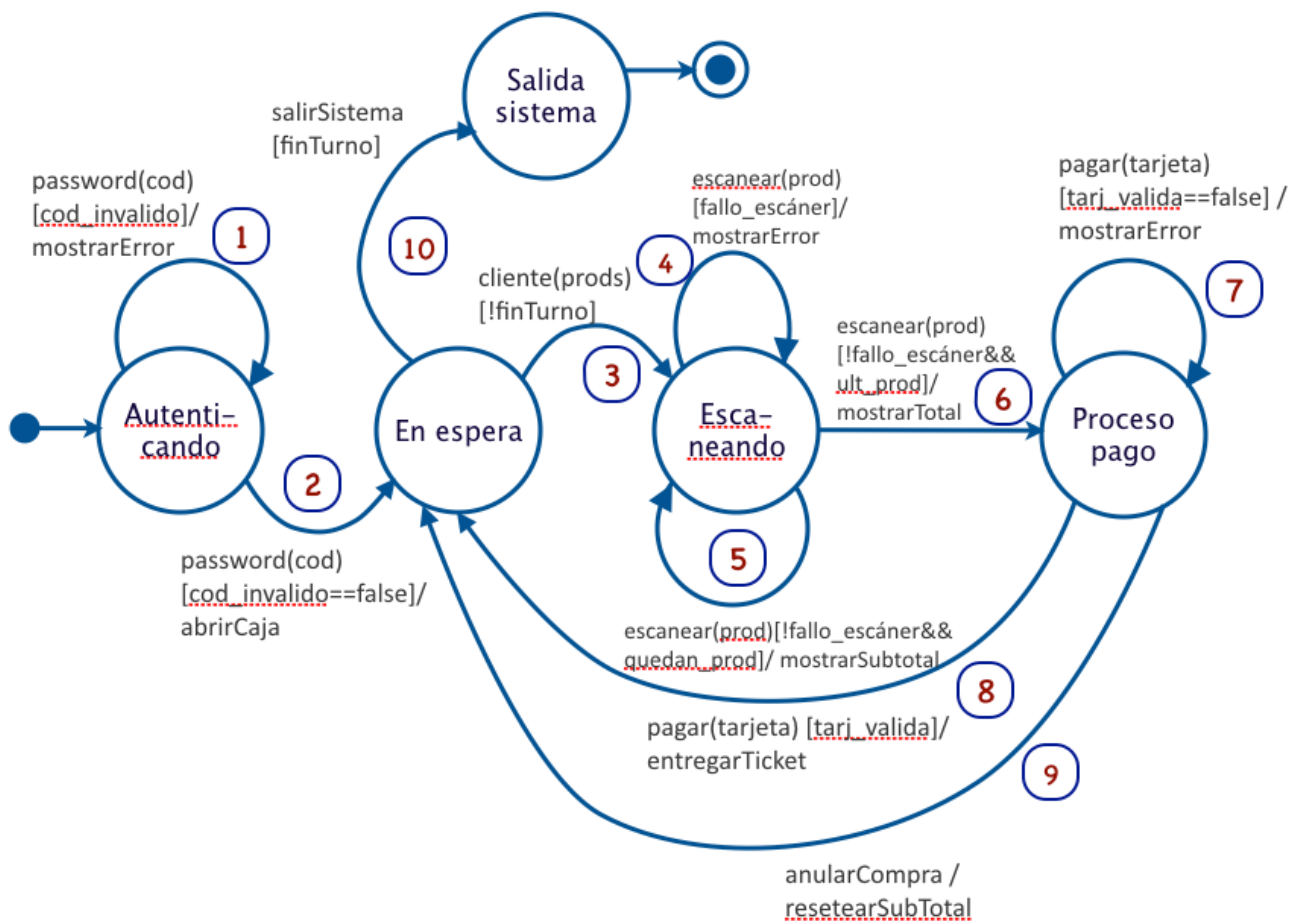 Salida
sistema
salirSistema
[finTurno]
10
password(cod)
[cod_invalido]/
mostrarError
1
escanear(prod)
[fallo_escáner]/
mostrarError
4
pagar(tarjeta)
[tarj_valida==false] /
mostrarError
7
cliente(prods)
[!finTurno]
3
escanear(prod)
[!fallo_escáner&&
ult_prod]/
mostrarTotal
6
Autenti-
cando
En espera
Esca-
neando
Proceso
pago
2
password(cod)
[cod_invalido==false]/
abrirCaja
5
escanear(prod)[!fallo_escáner&&
quedan_prod]/ mostrarSubtotal
8
pagar(tarjeta) [tarj_valida]/
entregarTicket
9
anularCompra /
resetearSubTotal